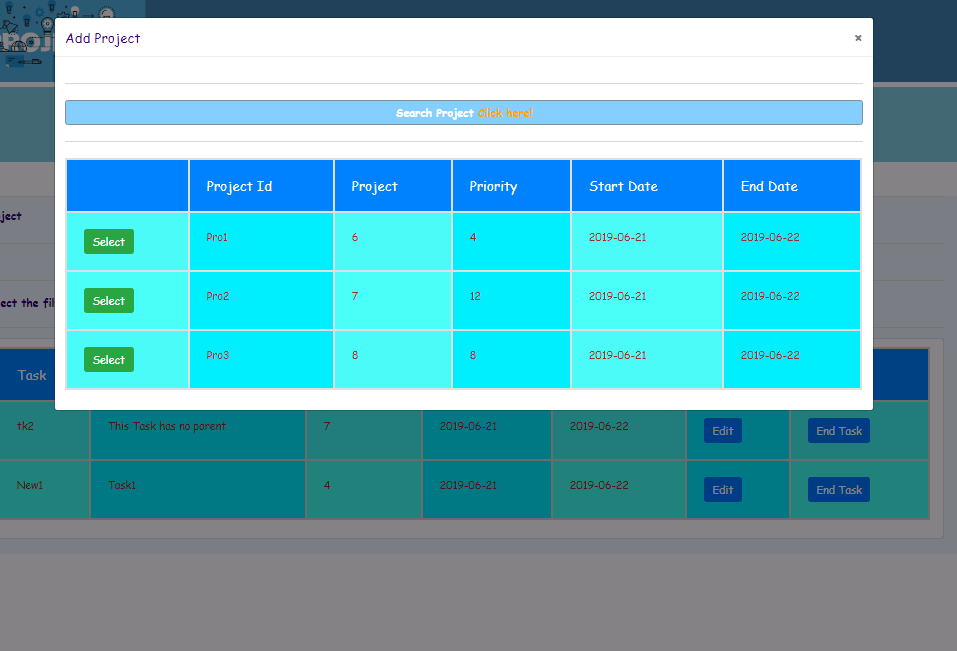 PROJ
Add Project ×
Search Project Click here!
Project Id Project Priority Start Date End Date
Select Pro1 6 4 2019-06-21 2019-06-22
Select Pro2 7 12 2019-06-21 2019-06-22
Select Pro3 8 8 2019-06-21 2019-06-22
ject
ect the fil
Task
tk2 This Task has no parent 7 2019-06-21 2019-06-22 Edit End Task
New1 Task1 4 2019-06-21 2019-06-22 Edit End Task